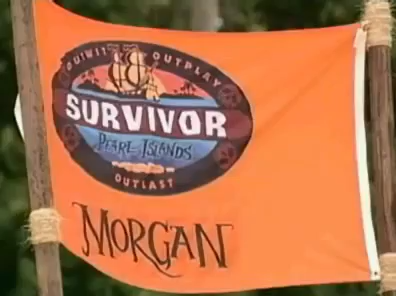 OUTWIT OUTPLAY
SURVIVOR
PEARL ISLANDS
OUTLAST
MORGAN